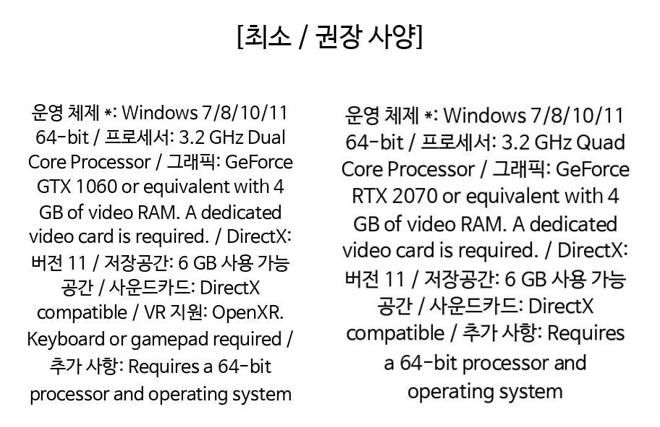 [최소 / 권장 사양]
운영 체제 *: Windows 7/8/10/11
64-bit / 프로세서: 3.2 GHz Dual
Core Processor / 그래픽: GeForce
GTX 1060 or equivalent with 4
GB of video RAM. A dedicated
video card is required. / DirectX:
버전 11 / 저장공간: 6 GB 사용 가능
공간 / 사운드카드: DirectX
compatible / VR 지원: OpenXR.
Keyboard or gamepad required /
추가 사항: Requires a 64-bit
processor and operating system
운영 체제 *: Windows 7/8/10/11
64-bit / 프로세서: 3.2 GHz Quad
Core Processor / 그래픽: GeForce
RTX 2070 or equivalent with 4
GB of video RAM. A dedicated
video card is required. / DirectX:
버전 11 / 저장공간: 6 GB 사용 가능
공간 / 사운드카드: DirectX
compatible / 추가 사항: Requires
a 64-bit processor and
operating system